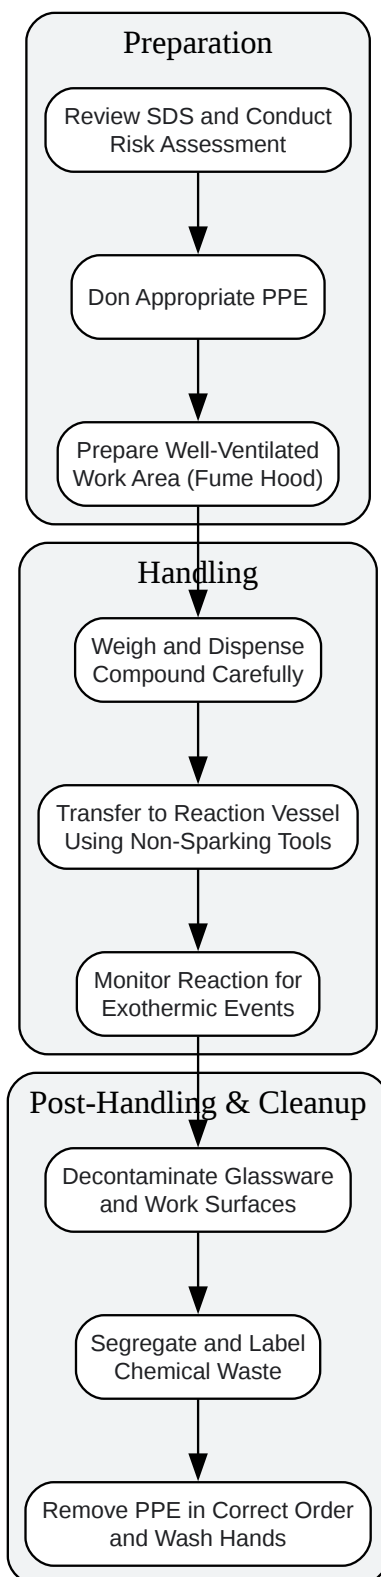 Preparation
Review SDS and Conduct
Risk Assessment
Don Appropriate PPE
Prepare Well-Ventilated
Work Area (Fume Hood)
Handling
Weigh and Dispense
Compound Carefully
Transfer to Reaction Vessel
Using Non-Sparking Tools
Monitor Reaction for
Exothermic Events
Post-Handling & Cleanup
Decontaminate Glassware
and Work Surfaces
Segregate and Label
Chemical Waste
Remove PPE in Correct Order
and Wash Hands